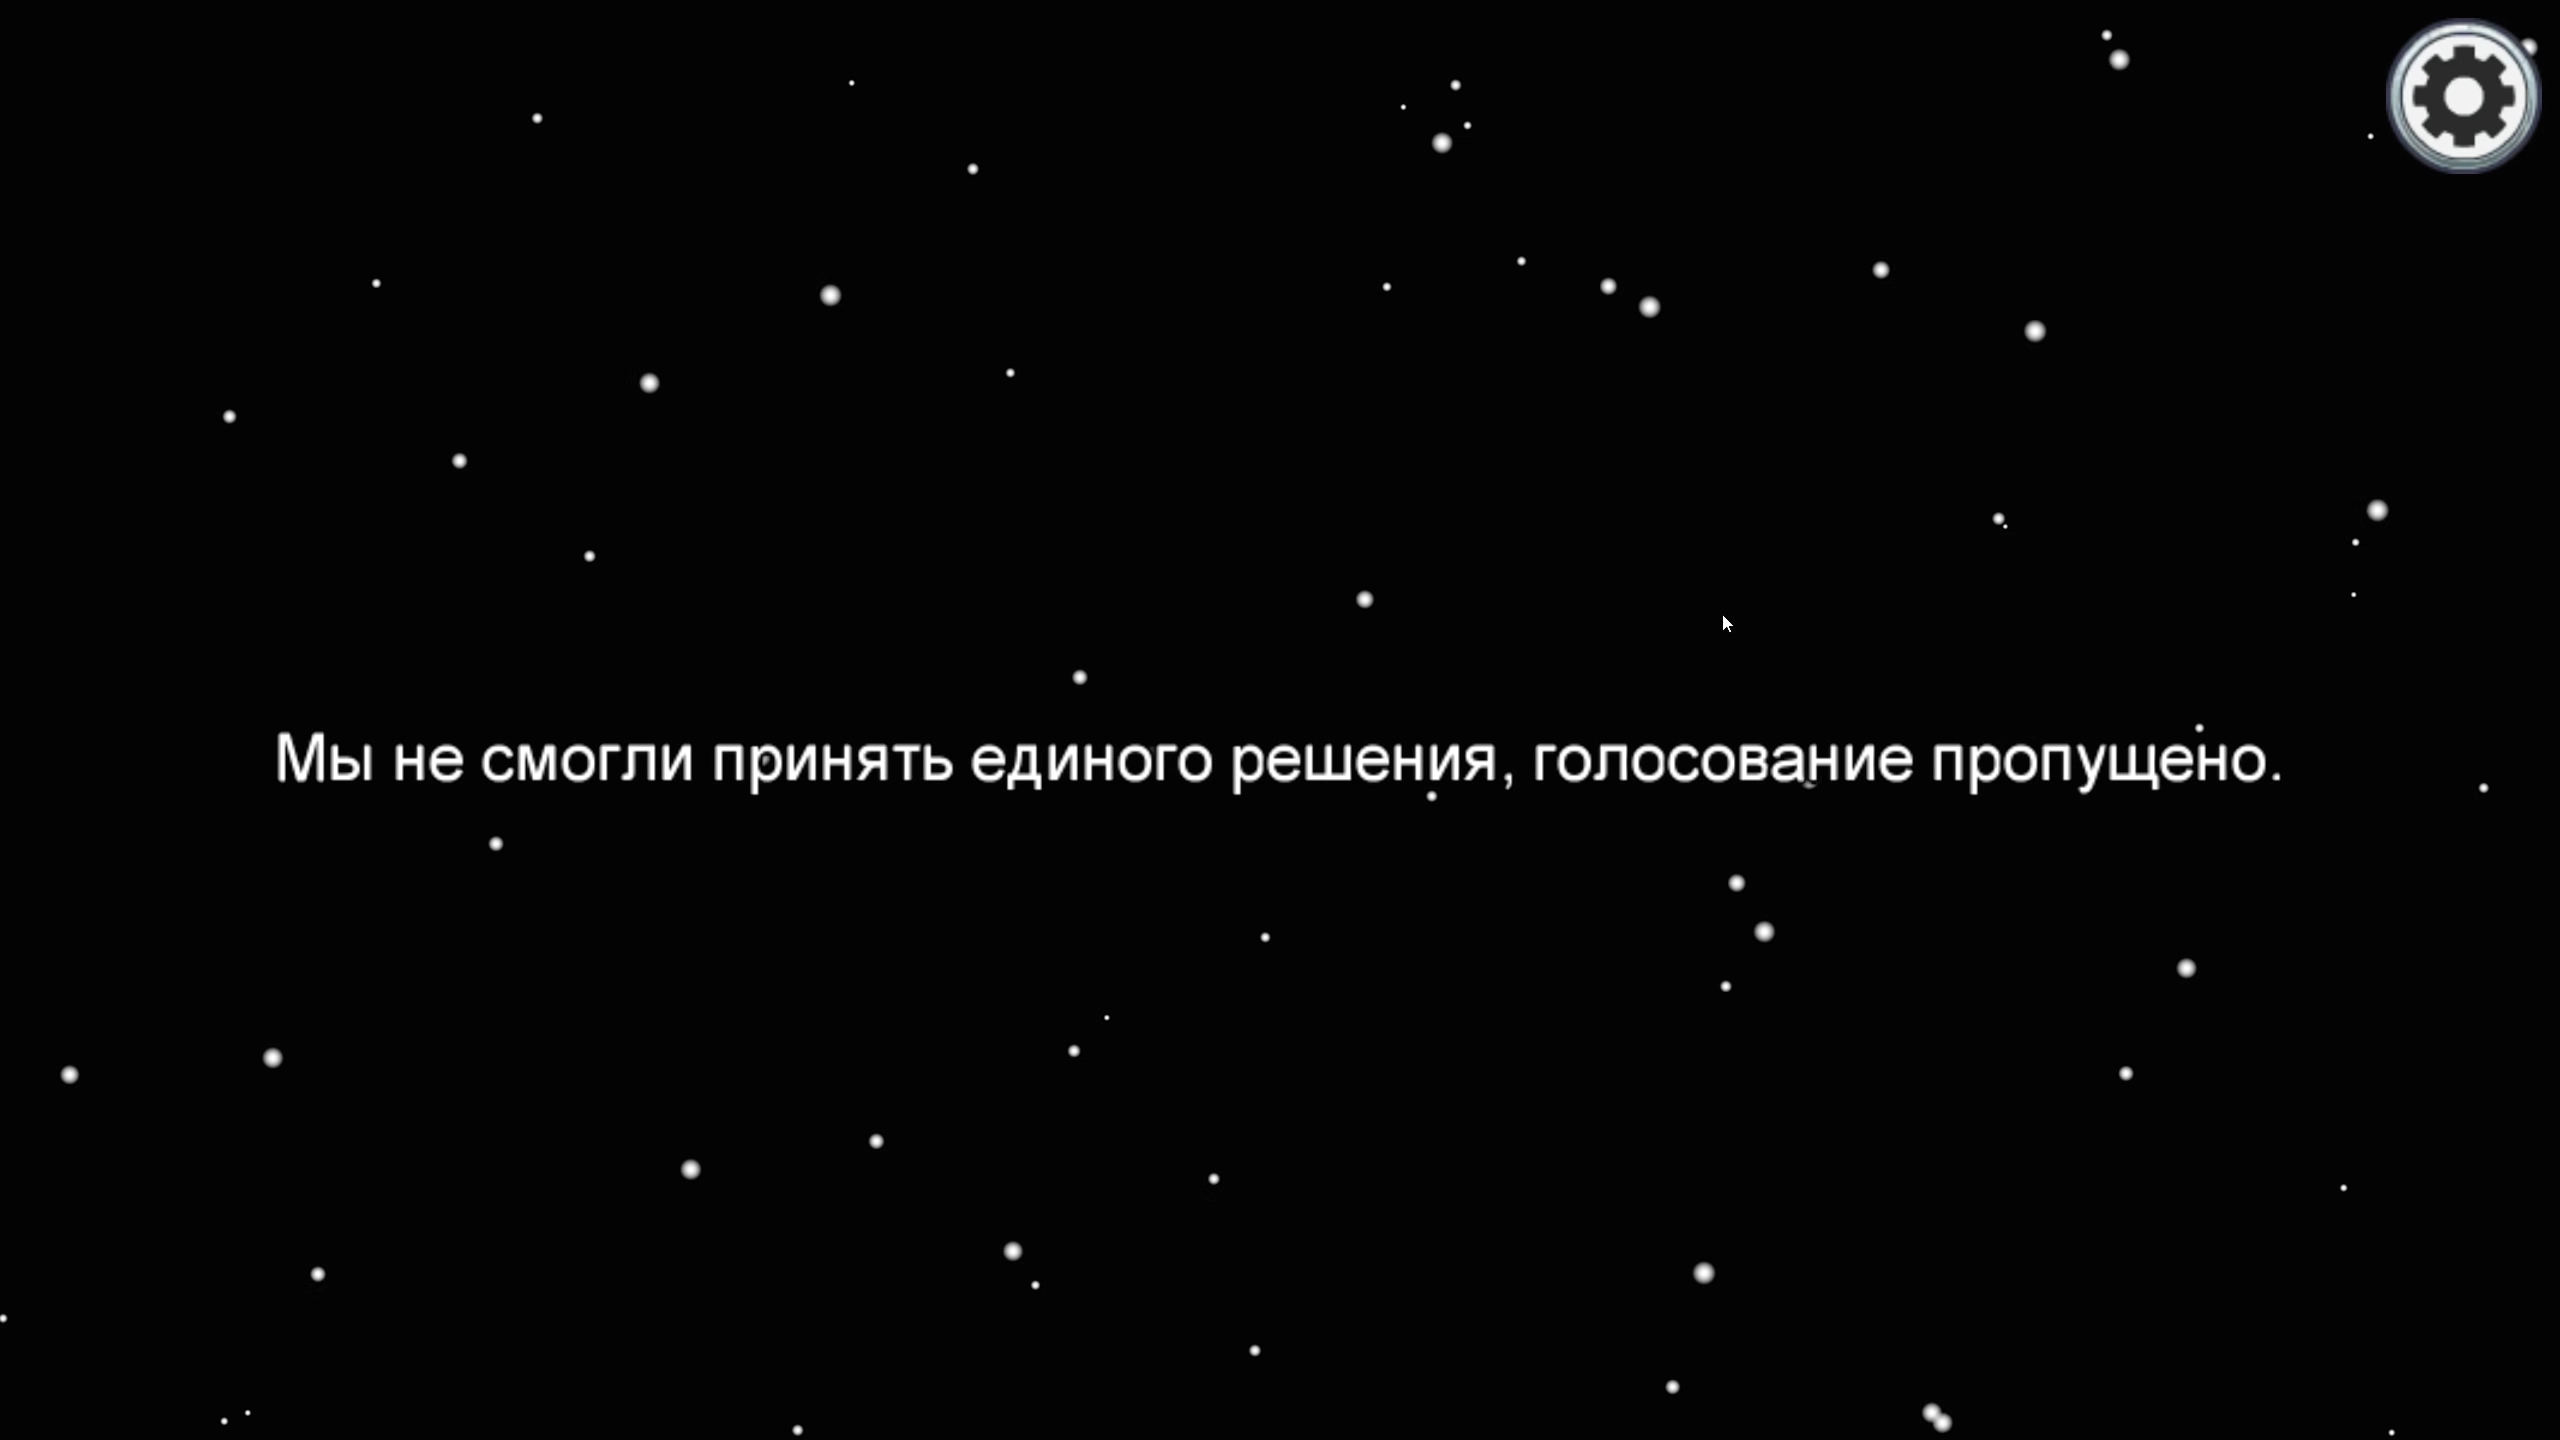 Мы не смогли принять единого решения, голосование пропущено.